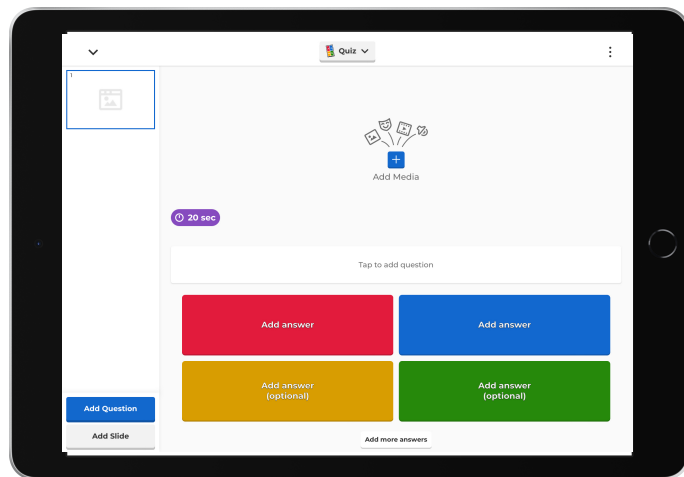 Quiz
1
Add Media
20 sec
Tap to add question
Add answer
Add answer
Add answer
(optional)
Add answer
(optional)
Add more answers
Add Question
Add Slide